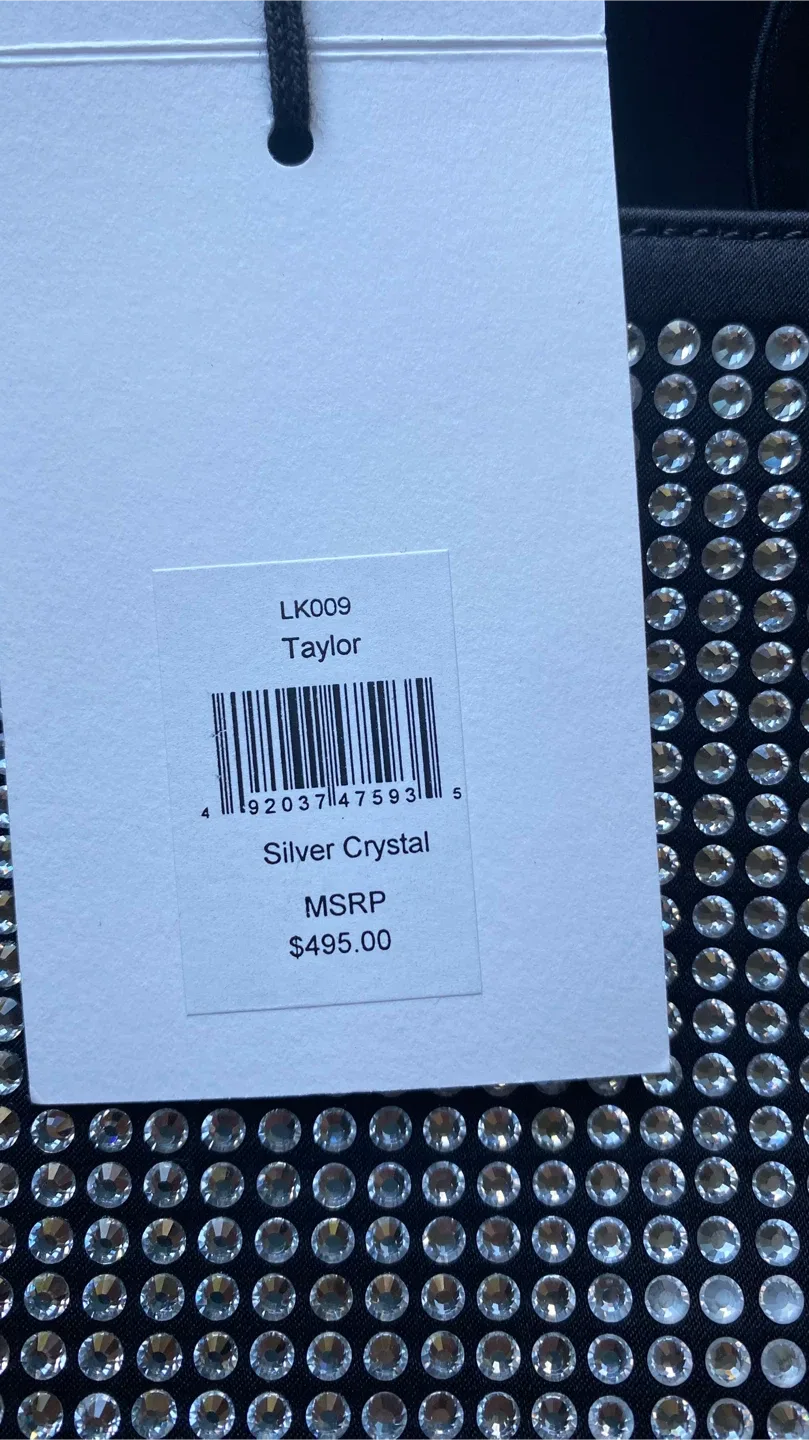 LK009
Taylor
4 92037 47593 5
Silver Crystal
MSRP
$495.00